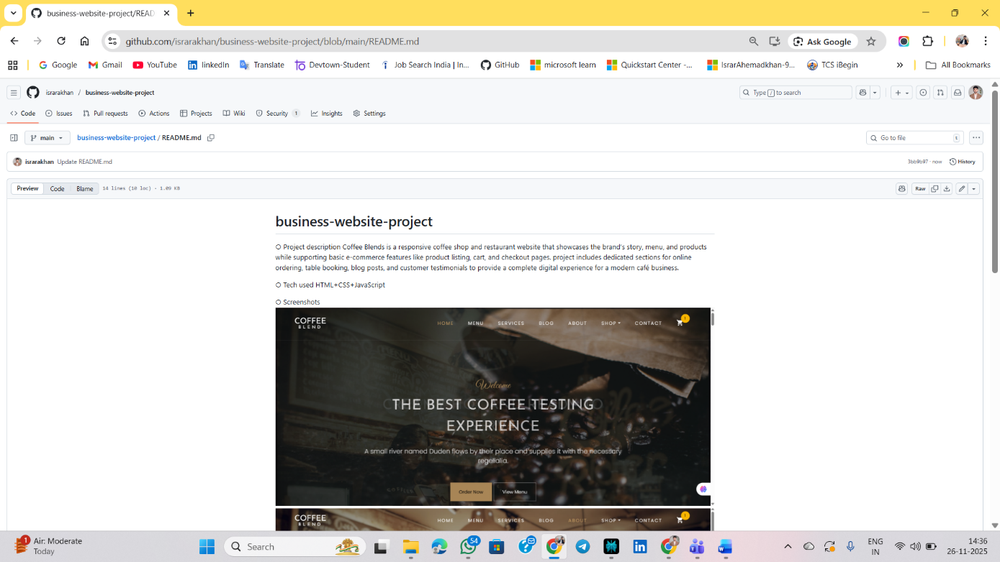 business-website-project/READ
github.com/israrakhan/business-website-project/blob/main/README.md
Ask Google
Google
Gmail
YouTube
linkedIn
Translate
Devtown-Student
Job Search India | In...
GitHub
microsoft learn
Quickstart Center -...
IsrarAhemadkhan-9...
TCS iBegin
»
All Bookmarks
israrakhan / business-website-project
Type / to search
Code
Issues
Pull requests
Actions
Projects
Wiki
Security 1
Insights
Settings
main
business-website-project / README.md
Go to file
t
israrakhan Update README.md
3bb9b97 · now
History
Preview
Code
Blame
14 lines (10 loc) · 1.09 KB
Raw
business-website-project
○ Project description Coffee Blends is a responsive coffee shop and restaurant website that showcases the brand's story, menu, and products
while supporting basic e-commerce features like product listing, cart, and checkout pages. project includes dedicated sections for online
ordering, table booking, blog posts, and customer testimonials to provide a complete digital experience for a modern café business.
○ Tech used HTML+CSS+JavaScript
○ Screenshots
COFFEE
BLEND
HOME MENU SERVICES BLOG ABOUT SHOP CONTACT
1
Welcome
THE BEST COFFEE TESTING
EXPERIENCE
A small river named Duden flows by their place and supplies it with the necessary
regelialia.
Order Now
View Menu
COFFEE
BLEND
HOME MENU SERVICES BLOG ABOUT SHOP CONTACT
1
1
Air: Moderate
Today
Search
54
ENG
IN
14:36
26-11-2025